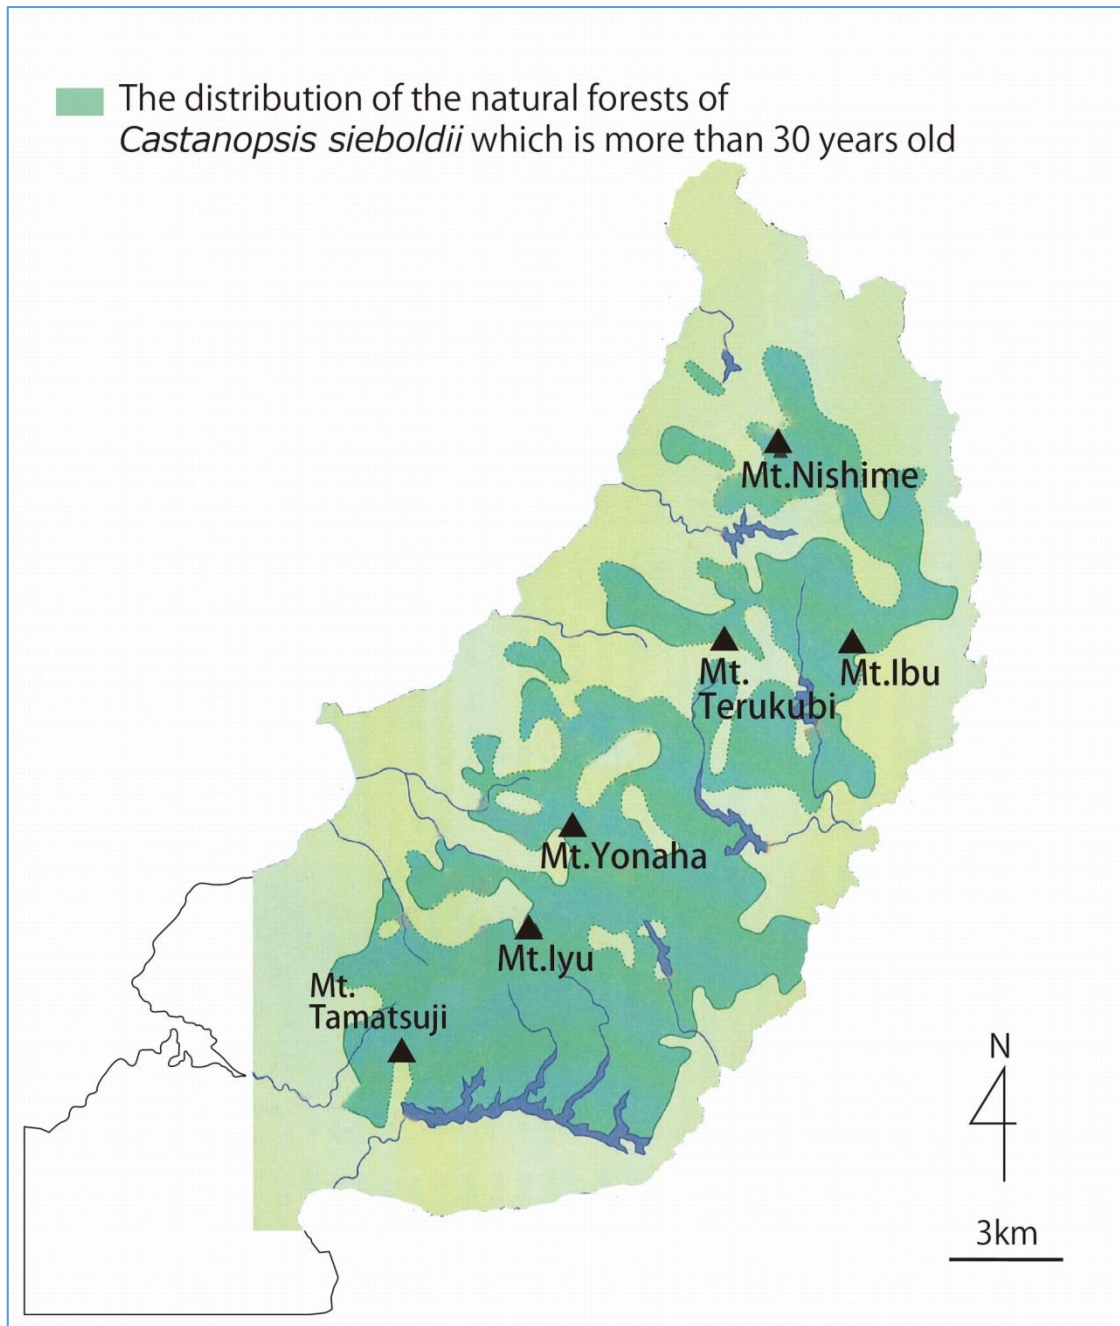 The distribution of the natural forests of
Castanopsis sieboldii which is more than 30 years old
Mt.Nishime
Mt.
Terukubi
Mt.Ibu
Mt.Yonaha
Mt.Iyu
Mt.
Tamatsuji
N
3km